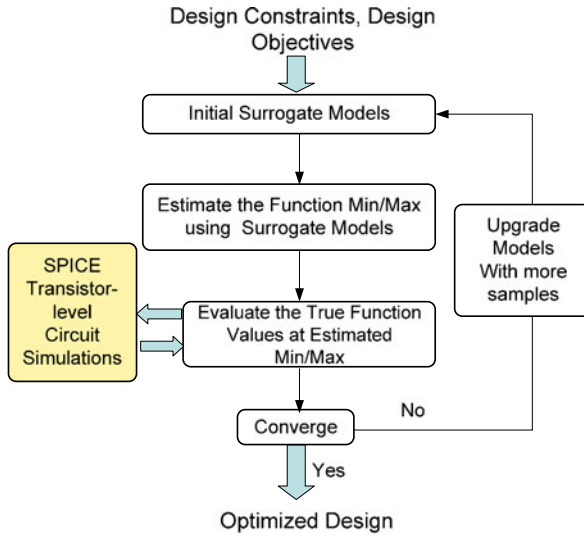 Design Constraints, Design
Objectives
Initial Surrogate Models
Estimate the Function Min/Max
using Surrogate Models
Upgrade
Models
With more
samples
SPICE
Transistor-
level
Circuit
Simulations
Evaluate the True Function
Values at Estimated
Min/Max
No
Converge
Yes
Optimized Design